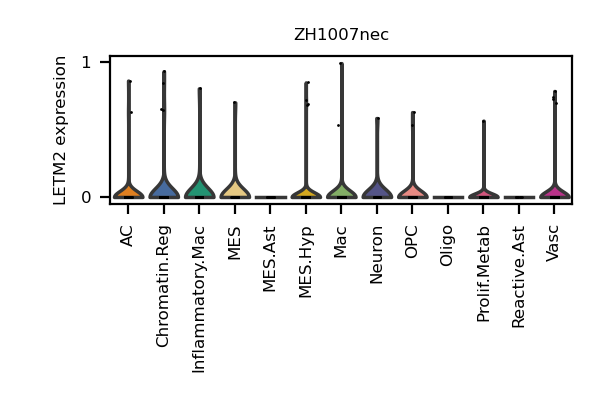 ZH1007nec
LETM2 expression
1
0
AC
Chromatin.Reg
Inflammatory.Mac
MES
MES.Ast
MES.Hyp
Mac
Neuron
OPC
Oligo
Prolif.Metab
Reactive.Ast
Vasc